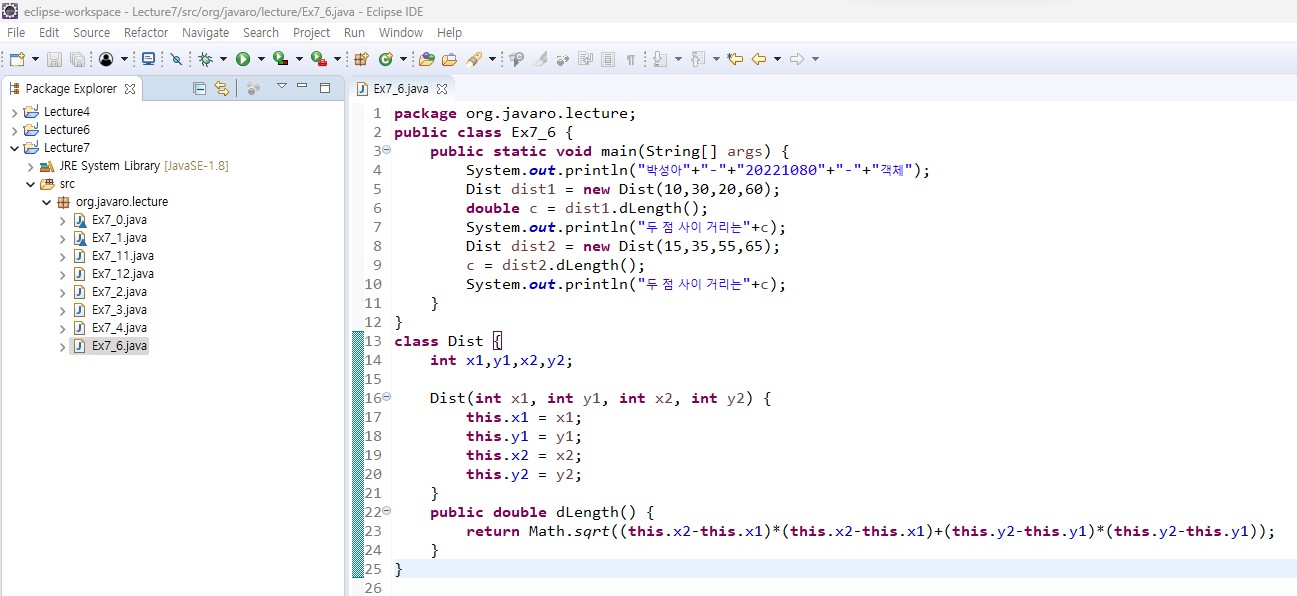 eclipse-workspace - Lecture7/src/org/javaro/lecture/Ex7_6.java - Eclipse IDE
File Edit Source Refactor Navigate Search Project Run Window Help
Package Explorer
Lecture4
Lecture6
Lecture7
JRE System Library [JavaSE-1.8]
src
org.javaro.lecture
Ex7_0.java
Ex7_1.java
Ex7_11.java
Ex7_12.java
Ex7_2.java
Ex7_3.java
Ex7_4.java
Ex7_6.java
Ex7_6.java
1 package org.javaro.lecture;
2 public class Ex7_6 {
3 public static void main(String[] args) {
4 System.out.println("박성아"+"-"+"20221080"+"-"+"객체");
5 Dist dist1 = new Dist(10,30,20,60);
6 double c = dist1.dLength();
7 System.out.println("두 점 사이 거리는"+c);
8 Dist dist2 = new Dist(15,35,55,65);
9 c = dist2.dLength();
10 System.out.println("두 점 사이 거리는"+c);
11 }
12 }
13 class Dist {
14 int x1,y1,x2,y2;
15
16 Dist(int x1, int y1, int x2, int y2) {
17 this.x1 = x1;
18 this.y1 = y1;
19 this.x2 = x2;
20 this.y2 = y2;
21 }
22 public double dLength() {
23 return Math.sqrt((this.x2-this.x1)*(this.x2-this.x1)+(this.y2-this.y1)*(this.y2-this.y1));
24 }
25 }
26